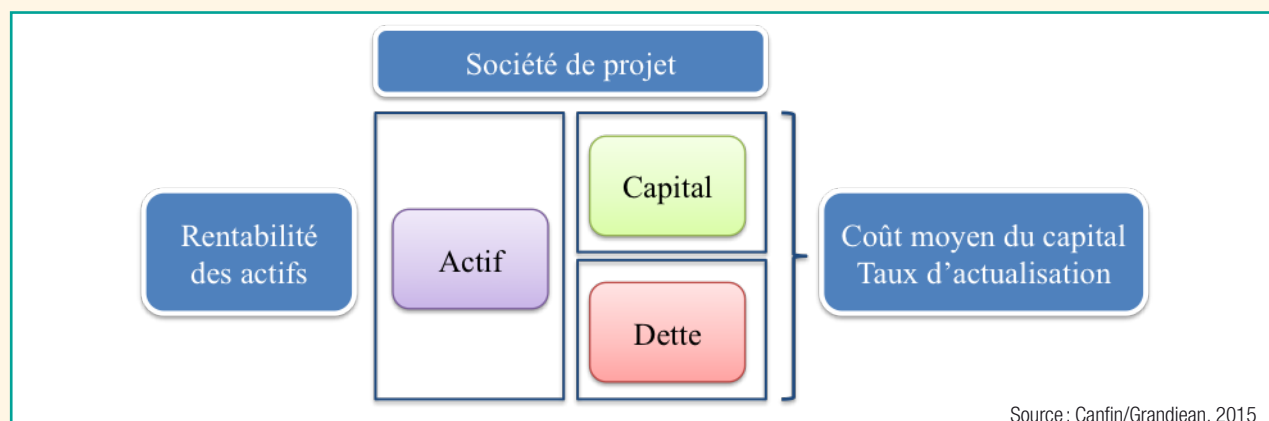 Société de projet
Rentabilité
des actifs
Actif
Capital
Dette
Coût moyen du capital
Taux d’actualisation
Source : Canfin/Grandjean, 2015